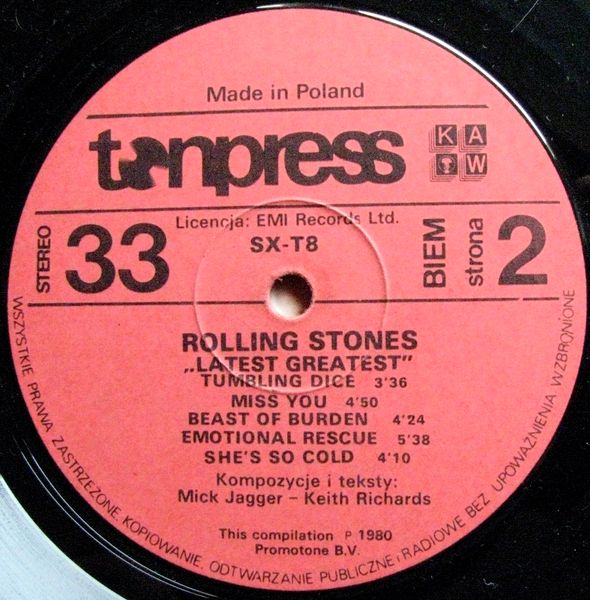 Made in Poland
tonpress
K A
W
Licencja: EMI Records Ltd.
SX-T8
STEREO
33
BIEM
strona
2
ROLLING STONES
„LATEST GREATEST”
TUMBLING DICE 3'36
MISS YOU 4'50
BEAST OF BURDEN 4'24
EMOTIONAL RESCUE 5'38
SHE'S SO COLD 4'10
Kompozycje i teksty:
Mick Jagger – Keith Richards
This compilation P 1980
Promotone B.V.
WSZYSTKIE PRAWA ZASTRZEŻONE. KOPIOWANIE, ODTWARZANIE PUBLICZNE i RADIOWE BEZ UPOWAŻNIENIA WZBRONIONE